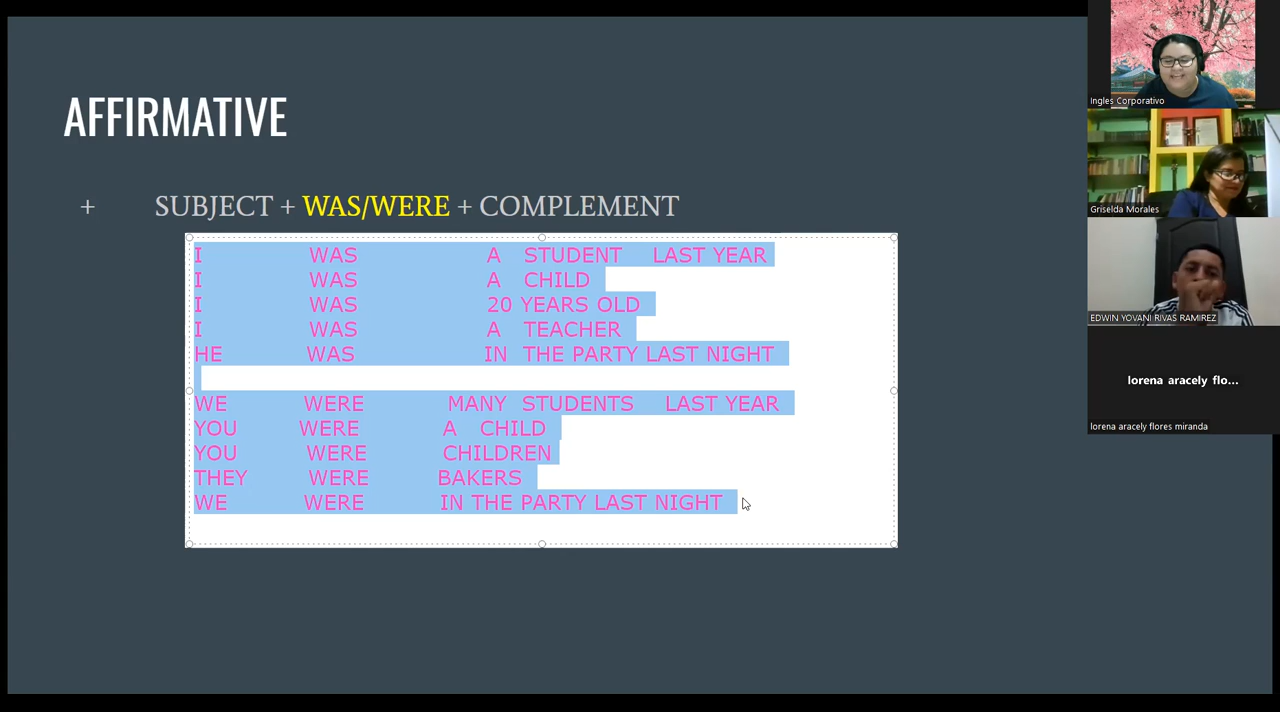 AFFIRMATIVE
+ SUBJECT + WAS/WERE + COMPLEMENT
I WAS A STUDENT LAST YEAR
I WAS A CHILD
I WAS 20 YEARS OLD
I WAS A TEACHER
HE WAS IN THE PARTY LAST NIGHT
WE WERE MANY STUDENTS LAST YEAR
YOU WERE A CHILD
YOU WERE CHILDREN
THEY WERE BAKERS
WE WERE IN THE PARTY LAST NIGHT
Ingles Corporativo
Griselda Morales
EDWIN YOVANI RIVAS RAMIREZ
lorena aracely flo...
lorena aracely flores miranda